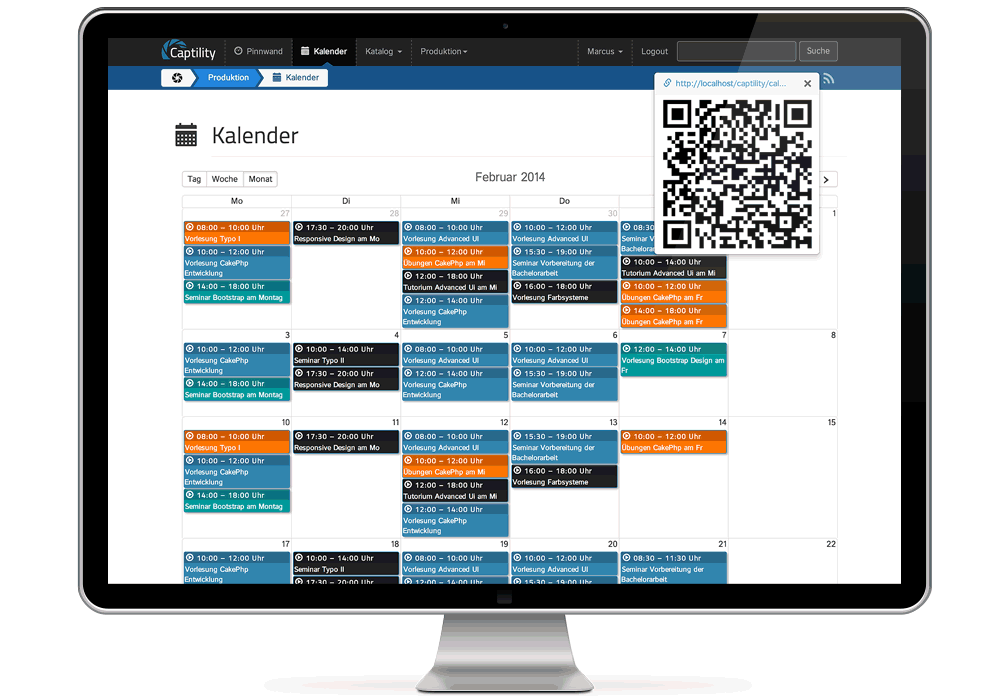 Captility Pinnwand Kalender Katalog Produktion Marcus Logout Suche
Produktion Kalender
http://localhost/captility/cal...
Kalender
Tag Woche Monat
Februar 2014
Mo Di Mi Do
27 28 29 30 1
08:00 – 10:00 Uhr
Vorlesung Typo I
10:00 – 12:00 Uhr
Vorlesung CakePhp
Entwicklung
14:00 – 18:00 Uhr
Seminar Bootstrap am Montag
17:30 – 20:00 Uhr
Responsive Design am Mo
08:00 – 10:00 Uhr
Vorlesung Advanced UI
10:00 – 12:00 Uhr
Übungen CakePhp am Mi
12:00 – 18:00 Uhr
Tutorium Advanced Ui am Mi
12:00 – 14:00 Uhr
Vorlesung CakePhp
Entwicklung
10:00 – 12:00 Uhr
Vorlesung Advanced UI
15:30 – 19:00 Uhr
Seminar Vorbereitung der
Bachelorarbeit
16:00 – 18:00 Uhr
Vorlesung Farbsysteme
08:30
Seminar
Bachelorarbeit
10:00 – 14:00 Uhr
Tutorium Advanced Ui am Mi
10:00 – 12:00 Uhr
Übungen CakePhp am Fr
14:00 – 18:00 Uhr
Übungen CakePhp am Fr
3 4 5 6 7 8
10:00 – 12:00 Uhr
Vorlesung CakePhp
Entwicklung
14:00 – 18:00 Uhr
Seminar Bootstrap am Montag
10:00 – 14:00 Uhr
Seminar Typo II
17:30 – 20:00 Uhr
Responsive Design am Mo
08:00 – 10:00 Uhr
Vorlesung Advanced UI
12:00 – 14:00 Uhr
Vorlesung CakePhp
Entwicklung
10:00 – 12:00 Uhr
Vorlesung Advanced UI
15:30 – 19:00 Uhr
Seminar Vorbereitung der
Bachelorarbeit
12:00 – 14:00 Uhr
Vorlesung Bootstrap Design am
Fr
10 11 12 13 14 15
08:00 – 10:00 Uhr
Vorlesung Typo I
10:00 – 12:00 Uhr
Vorlesung CakePhp
Entwicklung
14:00 – 18:00 Uhr
Seminar Bootstrap am Montag
17:30 – 20:00 Uhr
Responsive Design am Mo
08:00 – 10:00 Uhr
Vorlesung Advanced UI
10:00 – 12:00 Uhr
Übungen CakePhp am Mi
12:00 – 18:00 Uhr
Tutorium Advanced Ui am Mi
12:00 – 14:00 Uhr
Vorlesung CakePhp
Entwicklung
15:30 – 19:00 Uhr
Seminar Vorbereitung der
Bachelorarbeit
16:00 – 18:00 Uhr
Vorlesung Farbsysteme
10:00 – 12:00 Uhr
Übungen CakePhp am Fr
17 18 19 20 21 22
10:00 – 12:00 Uhr
Vorlesung CakePhp
Entwicklung
10:00 – 14:00 Uhr
Seminar Typo II
17:30 – 20:00 Uhr
08:00 – 10:00 Uhr
Vorlesung Advanced UI
12:00 – 14:00 Uhr
10:00 – 12:00 Uhr
Vorlesung Advanced UI
15:30 – 19:00 Uhr
08:30 – 11:30 Uhr
Seminar Vorbereitung der
Bachelorarbeit